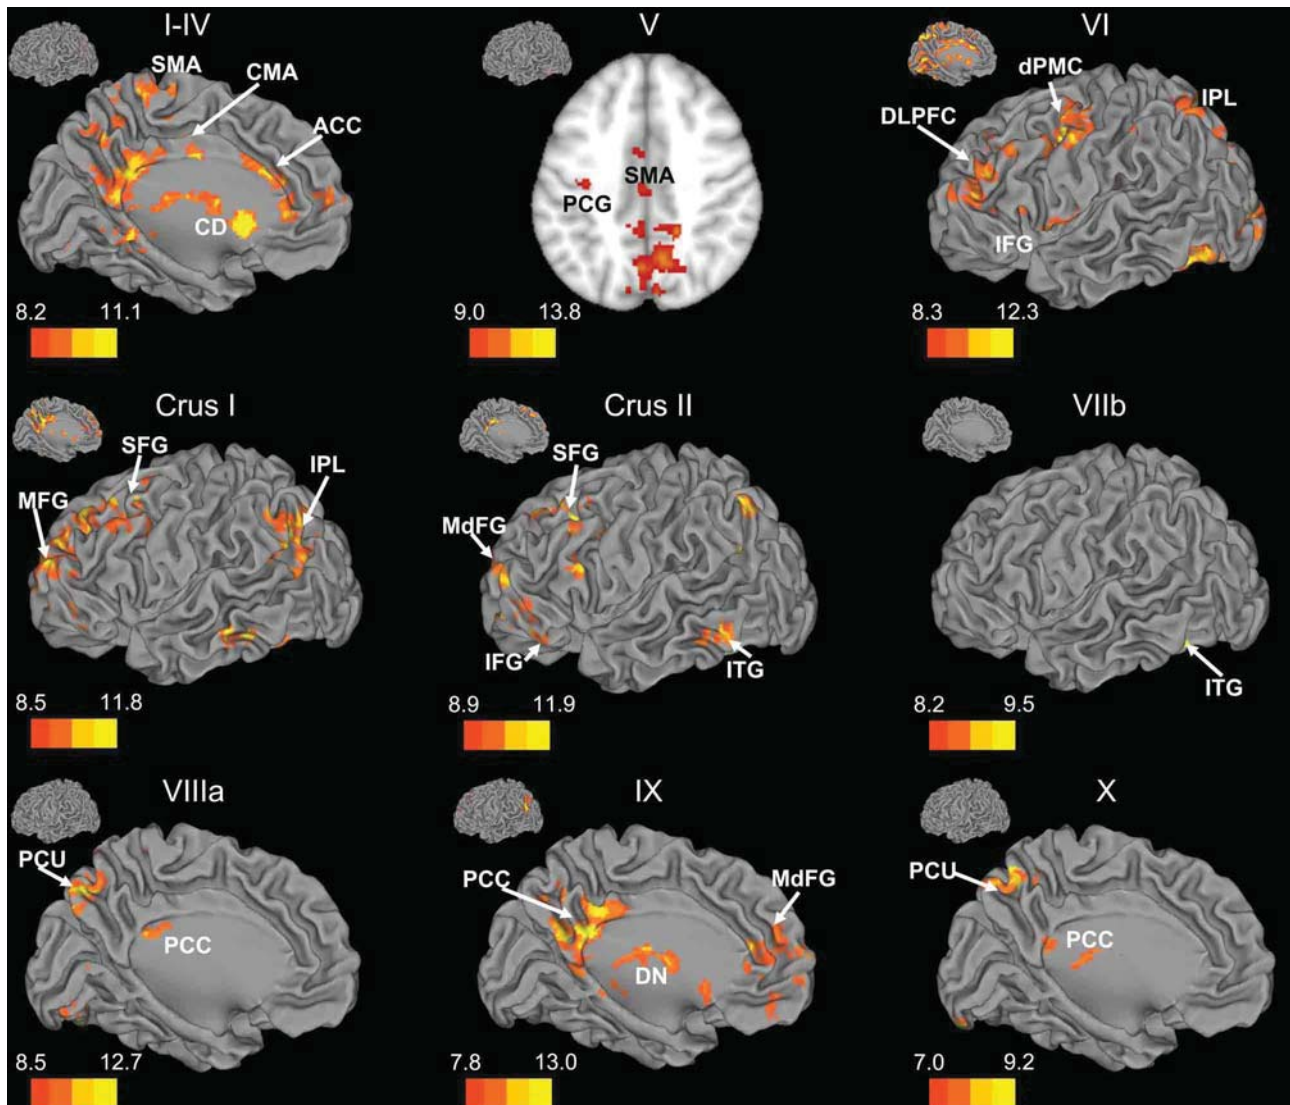 I-IV
SMA
CMA
ACC
CD
8.2 11.1
V
SMA
PCG
9.0 13.8
VI
dPMC
IPL
DLPFC
IFG
8.3 12.3
Crus I
SFG
IPL
MFG
8.5 11.8
Crus II
SFG
MdFG
IFG
ITG
8.9 11.9
VIIb
ITG
8.2 9.5
VIIIa
PCU
PCC
8.5 12.7
IX
PCC
MdFG
DN
7.8 13.0
X
PCU
PCC
7.0 9.2